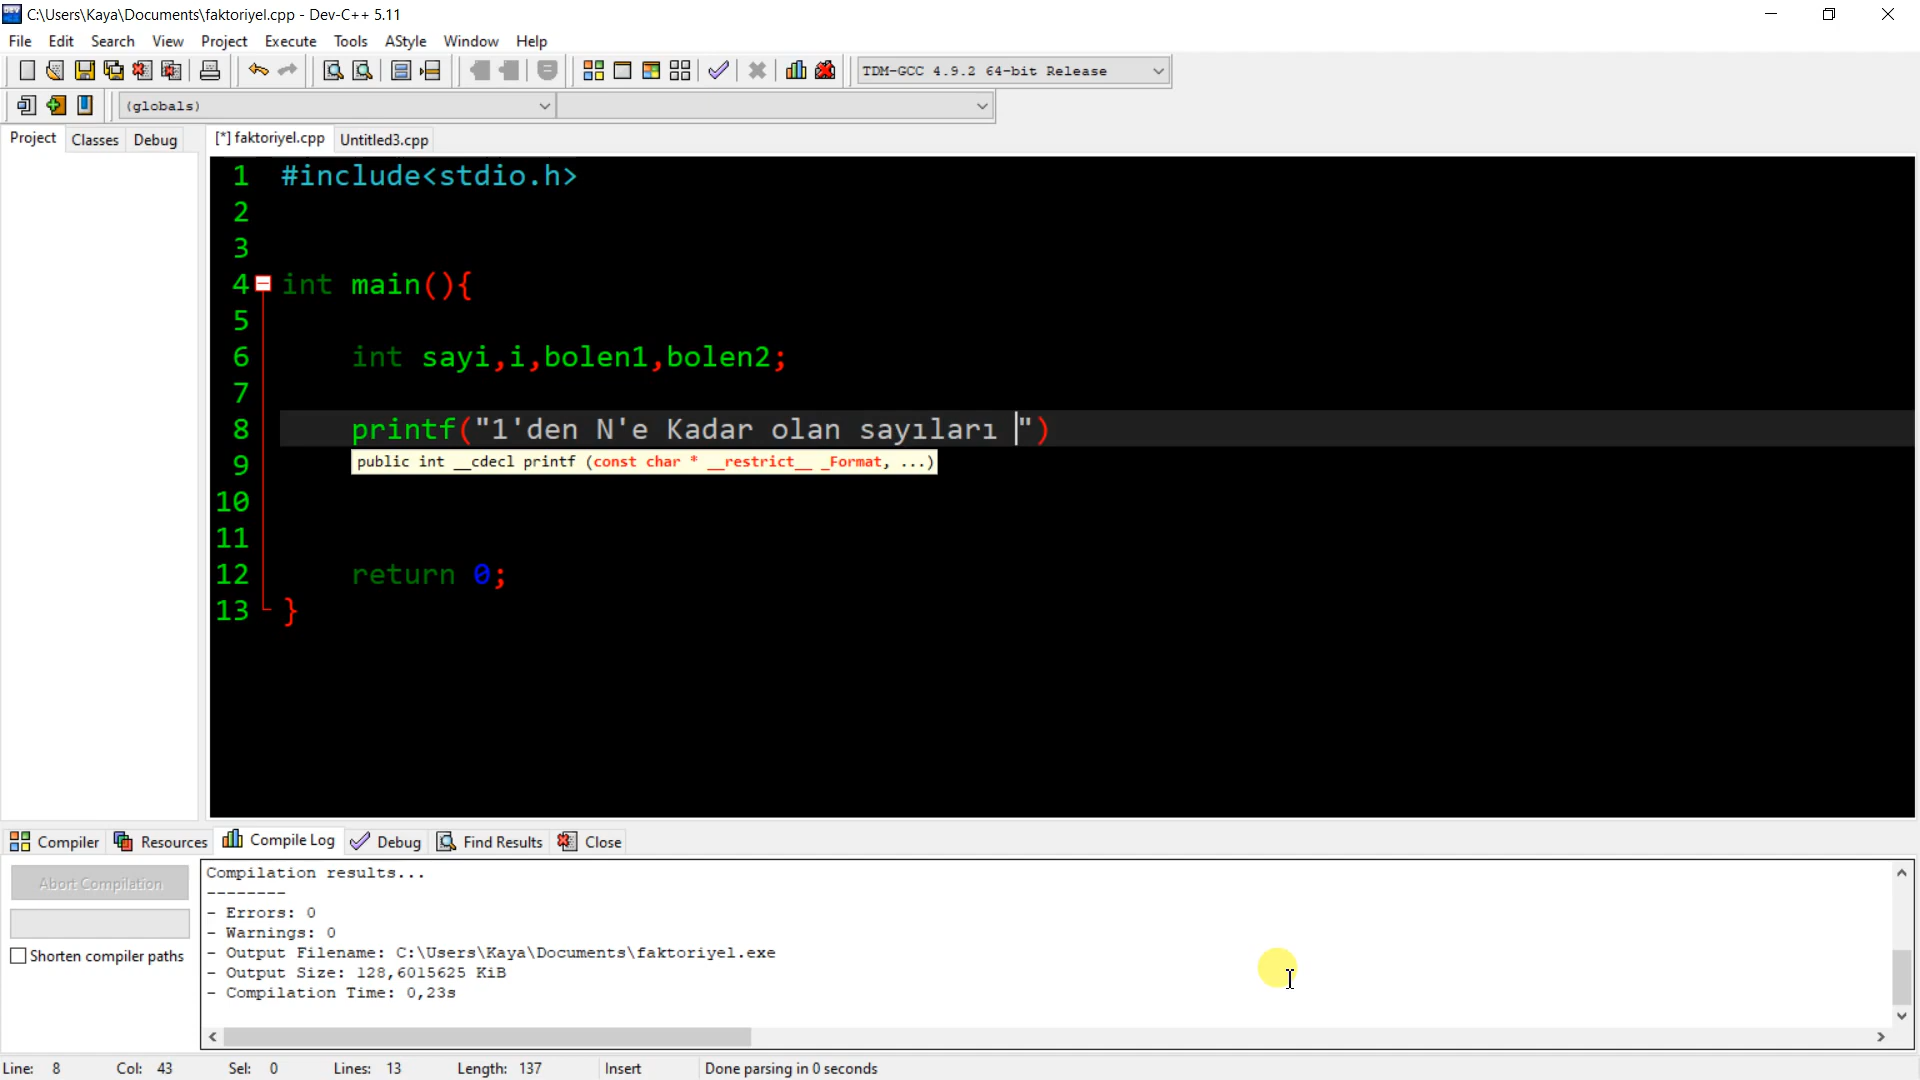 C:\Users\Kaya\Documents\faktoriyel.cpp - Dev-C++ 5.11
File Edit Search View Project Execute Tools AStyle Window Help
TDM-GCC 4.9.2 64-bit Release
(globals)
Project Classes Debug [*] faktoriyel.cpp Untitled3.cpp
1 #include<stdio.h>
2
3
4 int main(){
5
6 int sayi,i,bolen1,bolen2;
7
8 printf("1'den N'e Kadar olan sayıları ")
9 public int __cdecl printf (const char * __restrict__ _Format, ...)
10
11
12 return 0;
13 }
Compiler Resources Compile Log Debug Find Results Close
Abort Compilation
Shorten compiler paths
Compilation results...
--------
- Errors: 0
- Warnings: 0
- Output Filename: C:\Users\Kaya\Documents\faktoriyel.exe
- Output Size: 128,6015625 KiB
- Compilation Time: 0,23s
Line: 8 Col: 43 Sel: 0 Lines: 13 Length: 137 Insert Done parsing in 0 seconds